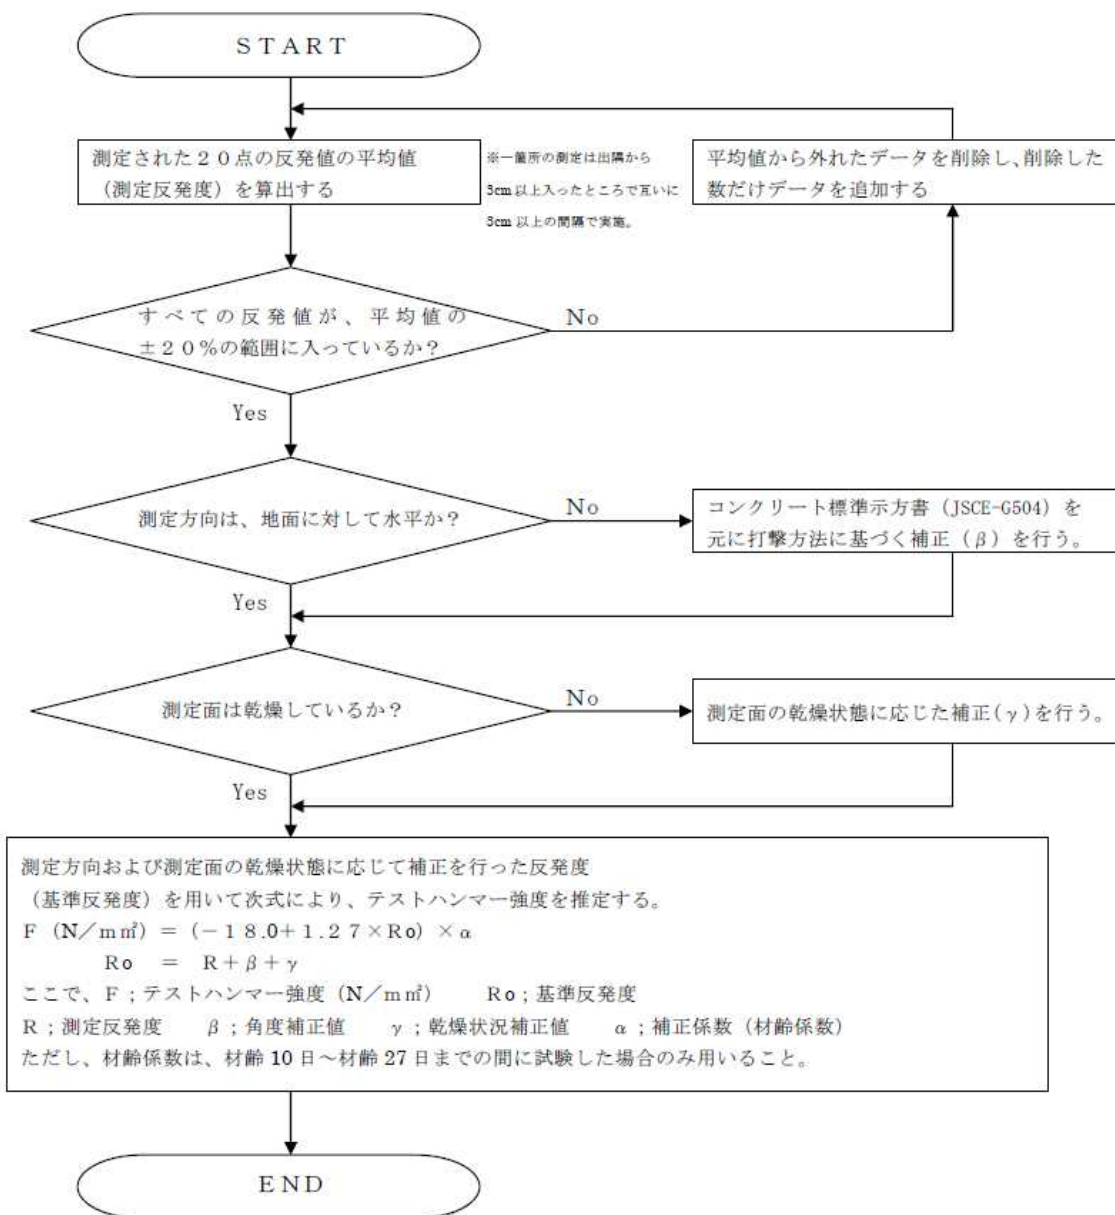 ＳＴＡＲＴ
測定された２０点の反発値の平均値
（測定反発度）を算出する
※一箇所の測定は出隅から
3cm 以上入ったところで互いに
3cm 以上の間隔で実施。
平均値から外れたデータを削除し、削除した
数だけデータを追加する
すべての反発値が、平均値の
±２０％の範囲に入っているか？
No
Yes
測定方向は、地面に対して水平か？
No
コンクリート標準示方書（JSCE-G504）を
元に打撃方法に基づく補正（β）を行う。
Yes
測定面は乾燥しているか？
No
測定面の乾燥状態に応じた補正(γ)を行う。
Yes
測定方向および測定面の乾燥状態に応じて補正を行った反発度
（基準反発度）を用いて次式により、テストハンマー強度を推定する。
Ｆ（N／ｍ㎡）＝（－１８.０＋１.２７×Ｒo）×α
Ｒo ＝ Ｒ＋β＋γ
ここで、Ｆ；テストハンマー強度（N／ｍ㎡） Ｒo；基準反発度
Ｒ；測定反発度 β；角度補正値 γ；乾燥状況補正値 α；補正係数（材齢係数）
ただし、材齢係数は、材齢 10 日～材齢 27 日までの間に試験した場合のみ用いること。
ＥＮＤ